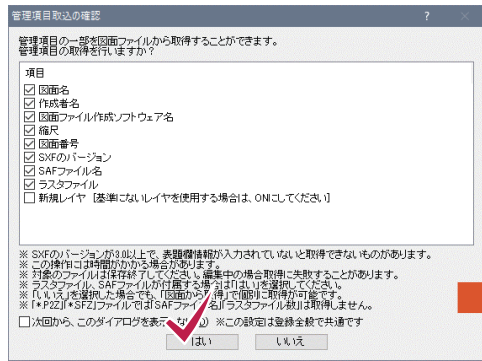 管理項目取込の確認
?
管理項目の一部を図面ファイルから取得することができます。
管理項目の取得を行いますか?
項目
図面名
作成者名
図面ファイル作成ソフトウェア名
縮尺
図面番号
SXFのバージョン
SAFファイル名
ラスタファイル
新規レイヤ [基準にないレイヤを使用する場合は、ONにしてください]
※ SXFのバージョンが3.0以上で、表題欄情報が入力されていないと取得できないものがあります。
※ この操作には時間がかかる場合があります。
※ 対象のファイルは保存終了してください。編集中の場合取得に失敗することがあります。
※ ラスタファイル、SAFファイルが付属する場合は「はい」を選択してください。
※ 「いいえ」を選択した場合でも、「図面から取得」で個別に取得が可能です。
※ 「*.P2Z」「*.SFZ」ファイルでは「SAFファイル名」「ラスタファイル数」は取得しません。
次回から、このダイアログを表示 ない ) ※この設定は登録全般で共通です
はい
いいえ